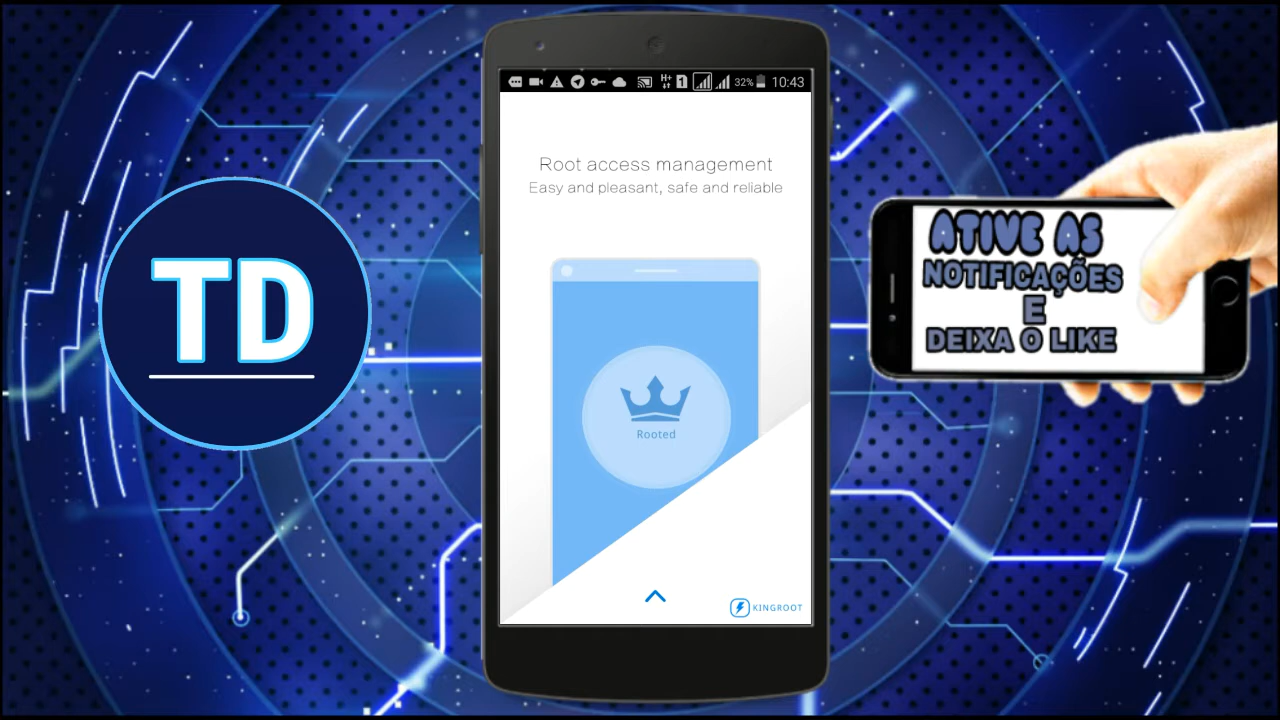 TD
H+
1
32%
10:43
Root access management
Easy and pleasant, safe and reliable
Rooted
KINGROOT
ATIVE AS
NOTIFICAÇÕES
E
DEIXA O LIKE